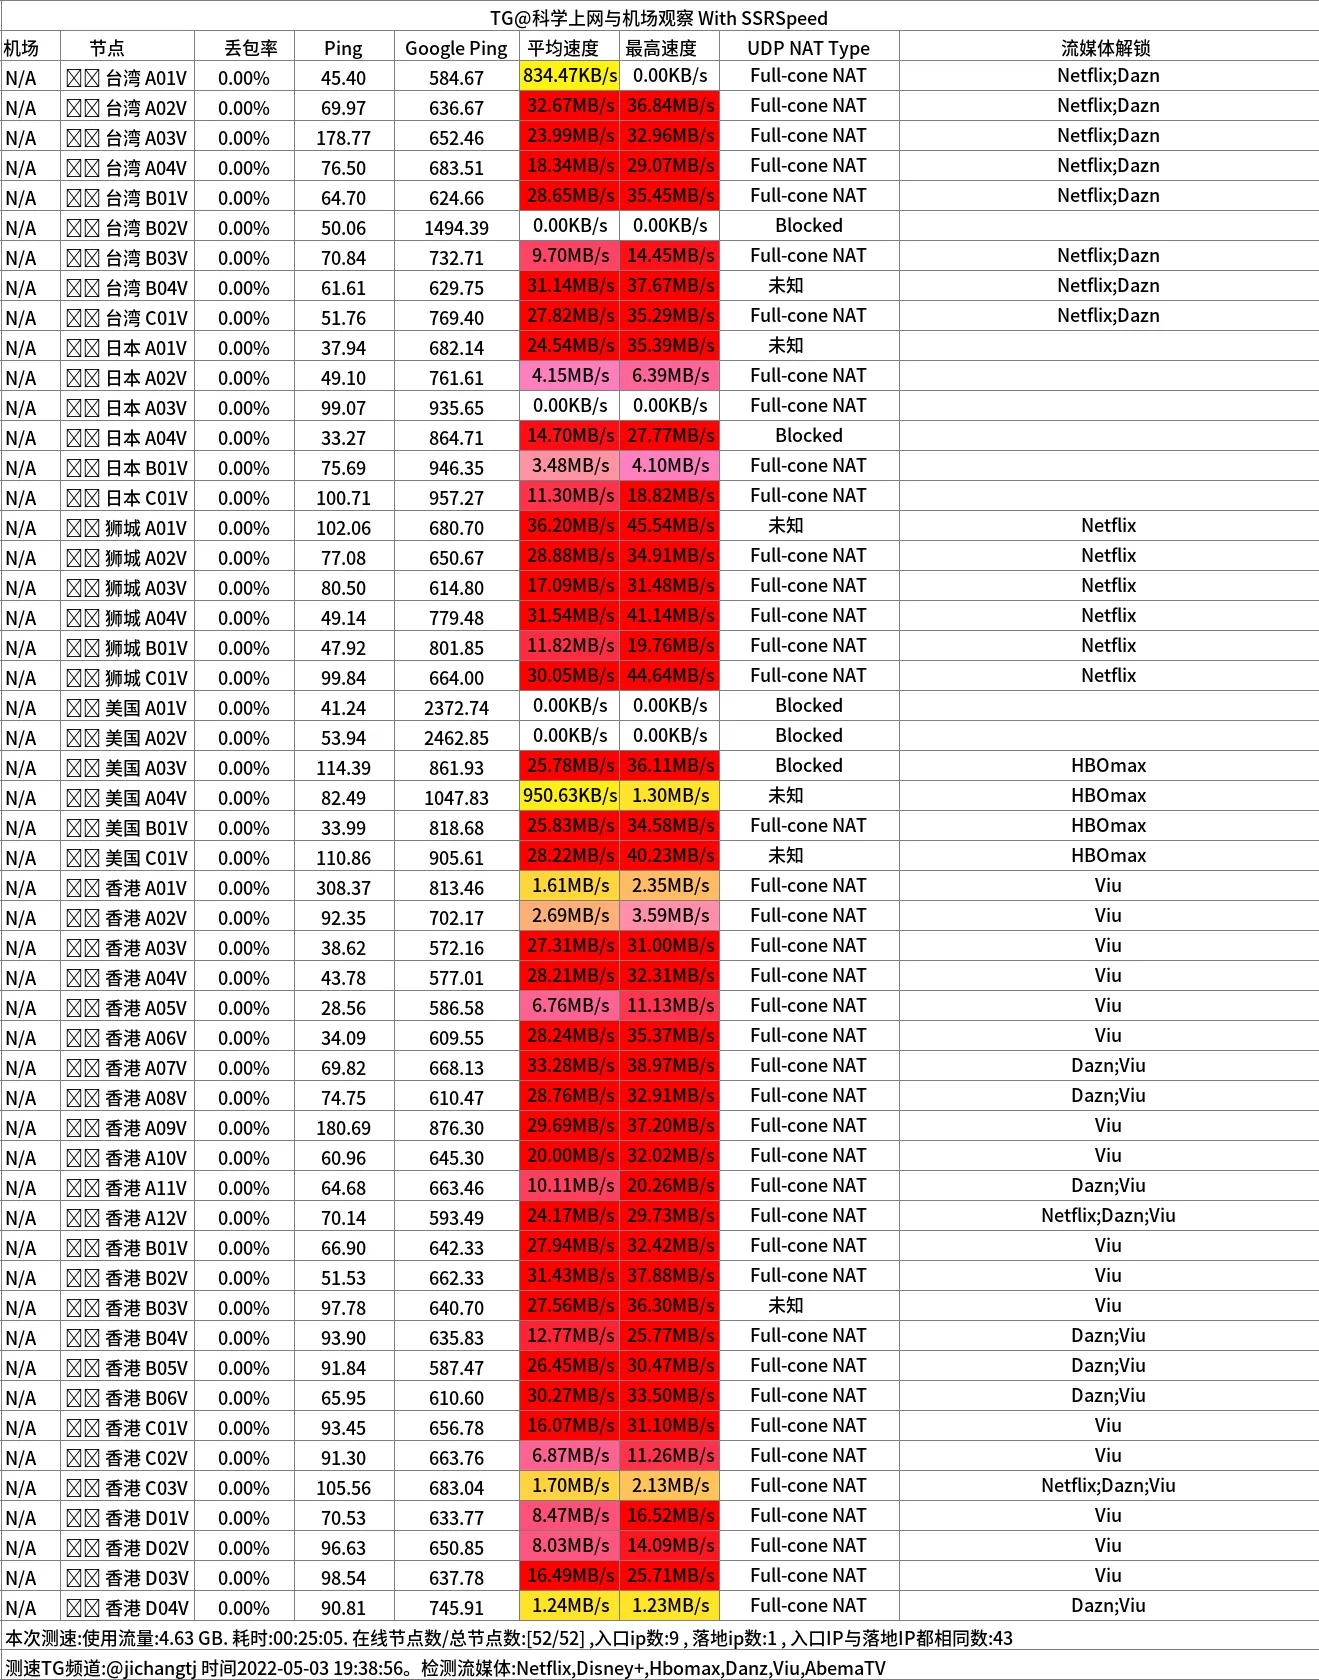 TG@科学上网与机场观察 With SSRSpeed
机场 节点 丢包率 Ping Google Ping 平均速度 最高速度 UDP NAT Type 流媒体解锁
N/A 台湾 A01V 0.00% 45.40 584.67 834.47KB/s 0.00KB/s Full-cone NAT Netflix;Dazn
N/A 台湾 A02V 0.00% 69.97 636.67 32.67MB/s 36.84MB/s Full-cone NAT Netflix;Dazn
N/A 台湾 A03V 0.00% 178.77 652.46 23.99MB/s 32.96MB/s Full-cone NAT Netflix;Dazn
N/A 台湾 A04V 0.00% 76.50 683.51 18.34MB/s 29.07MB/s Full-cone NAT Netflix;Dazn
N/A 台湾 B01V 0.00% 64.70 624.66 28.65MB/s 35.45MB/s Full-cone NAT Netflix;Dazn
N/A 台湾 B02V 0.00% 50.06 1494.39 0.00KB/s 0.00KB/s Blocked
N/A 台湾 B03V 0.00% 70.84 732.71 9.70MB/s 14.45MB/s Full-cone NAT Netflix;Dazn
N/A 台湾 B04V 0.00% 61.61 629.75 31.14MB/s 37.67MB/s 未知 Netflix;Dazn
N/A 台湾 C01V 0.00% 51.76 769.40 27.82MB/s 35.29MB/s Full-cone NAT Netflix;Dazn
N/A 日本 A01V 0.00% 37.94 682.14 24.54MB/s 35.39MB/s 未知
N/A 日本 A02V 0.00% 49.10 761.61 4.15MB/s 6.39MB/s Full-cone NAT
N/A 日本 A03V 0.00% 99.07 935.65 0.00KB/s 0.00KB/s Full-cone NAT
N/A 日本 A04V 0.00% 33.27 864.71 14.70MB/s 27.77MB/s Blocked
N/A 日本 B01V 0.00% 75.69 946.35 3.48MB/s 4.10MB/s Full-cone NAT
N/A 日本 C01V 0.00% 100.71 957.27 11.30MB/s 18.82MB/s Full-cone NAT
N/A 狮城 A01V 0.00% 102.06 680.70 36.20MB/s 45.54MB/s 未知 Netflix
N/A 狮城 A02V 0.00% 77.08 650.67 28.88MB/s 34.91MB/s Full-cone NAT Netflix
N/A 狮城 A03V 0.00% 80.50 614.80 17.09MB/s 31.48MB/s Full-cone NAT Netflix
N/A 狮城 A04V 0.00% 49.14 779.48 31.54MB/s 41.14MB/s Full-cone NAT Netflix
N/A 狮城 B01V 0.00% 47.92 801.85 11.82MB/s 19.76MB/s Full-cone NAT Netflix
N/A 狮城 C01V 0.00% 99.84 664.00 30.05MB/s 44.64MB/s Full-cone NAT Netflix
N/A 美国 A01V 0.00% 41.24 2372.74 0.00KB/s 0.00KB/s Blocked
N/A 美国 A02V 0.00% 53.94 2462.85 0.00KB/s 0.00KB/s Blocked
N/A 美国 A03V 0.00% 114.39 861.93 25.78MB/s 36.11MB/s Blocked HBOmax
N/A 美国 A04V 0.00% 82.49 1047.83 950.63KB/s 1.30MB/s 未知 HBOmax
N/A 美国 B01V 0.00% 33.99 818.68 25.83MB/s 34.58MB/s Full-cone NAT HBOmax
N/A 美国 C01V 0.00% 110.86 905.61 28.22MB/s 40.23MB/s 未知 HBOmax
N/A 香港 A01V 0.00% 308.37 813.46 1.61MB/s 2.35MB/s Full-cone NAT Viu
N/A 香港 A02V 0.00% 92.35 702.17 2.69MB/s 3.59MB/s Full-cone NAT Viu
N/A 香港 A03V 0.00% 38.62 572.16 27.31MB/s 31.00MB/s Full-cone NAT Viu
N/A 香港 A04V 0.00% 43.78 577.01 28.21MB/s 32.31MB/s Full-cone NAT Viu
N/A 香港 A05V 0.00% 28.56 586.58 6.76MB/s 11.13MB/s Full-cone NAT Viu
N/A 香港 A06V 0.00% 34.09 609.55 28.24MB/s 35.37MB/s Full-cone NAT Viu
N/A 香港 A07V 0.00% 69.82 668.13 33.28MB/s 38.97MB/s Full-cone NAT Dazn;Viu
N/A 香港 A08V 0.00% 74.75 610.47 28.76MB/s 32.91MB/s Full-cone NAT Dazn;Viu
N/A 香港 A09V 0.00% 180.69 876.30 29.69MB/s 37.20MB/s Full-cone NAT Viu
N/A 香港 A10V 0.00% 60.96 645.30 20.00MB/s 32.02MB/s Full-cone NAT Viu
N/A 香港 A11V 0.00% 64.68 663.46 10.11MB/s 20.26MB/s Full-cone NAT Dazn;Viu
N/A 香港 A12V 0.00% 70.14 593.49 24.17MB/s 29.73MB/s Full-cone NAT Netflix;Dazn;Viu
N/A 香港 B01V 0.00% 66.90 642.33 27.94MB/s 32.42MB/s Full-cone NAT Viu
N/A 香港 B02V 0.00% 51.53 662.33 31.43MB/s 37.88MB/s Full-cone NAT Viu
N/A 香港 B03V 0.00% 97.78 640.70 27.56MB/s 36.30MB/s 未知 Viu
N/A 香港 B04V 0.00% 93.90 635.83 12.77MB/s 25.77MB/s Full-cone NAT Dazn;Viu
N/A 香港 B05V 0.00% 91.84 587.47 26.45MB/s 30.47MB/s Full-cone NAT Dazn;Viu
N/A 香港 B06V 0.00% 65.95 610.60 30.27MB/s 33.50MB/s Full-cone NAT Dazn;Viu
N/A 香港 C01V 0.00% 93.45 656.78 16.07MB/s 31.10MB/s Full-cone NAT Viu
N/A 香港 C02V 0.00% 91.30 663.76 6.87MB/s 11.26MB/s Full-cone NAT Viu
N/A 香港 C03V 0.00% 105.56 683.04 1.70MB/s 2.13MB/s Full-cone NAT Netflix;Dazn;Viu
N/A 香港 D01V 0.00% 70.53 633.77 8.47MB/s 16.52MB/s Full-cone NAT Viu
N/A 香港 D02V 0.00% 96.63 650.85 8.03MB/s 14.09MB/s Full-cone NAT Viu
N/A 香港 D03V 0.00% 98.54 637.78 16.49MB/s 25.71MB/s Full-cone NAT Viu
N/A 香港 D04V 0.00% 90.81 745.91 1.24MB/s 1.23MB/s Full-cone NAT Dazn;Viu
本次测速:使用流量:4.63 GB. 耗时:00:25:05. 在线节点数/总节点数:[52/52] ,入口ip数:9 , 落地ip数:1 , 入口IP与落地IP都相同数:43
测速TG频道:@jichangtj 时间2022-05-03 19:38:56。检测流媒体:Netflix,Disney+,Hbomax,Danz,Viu,AbemaTV